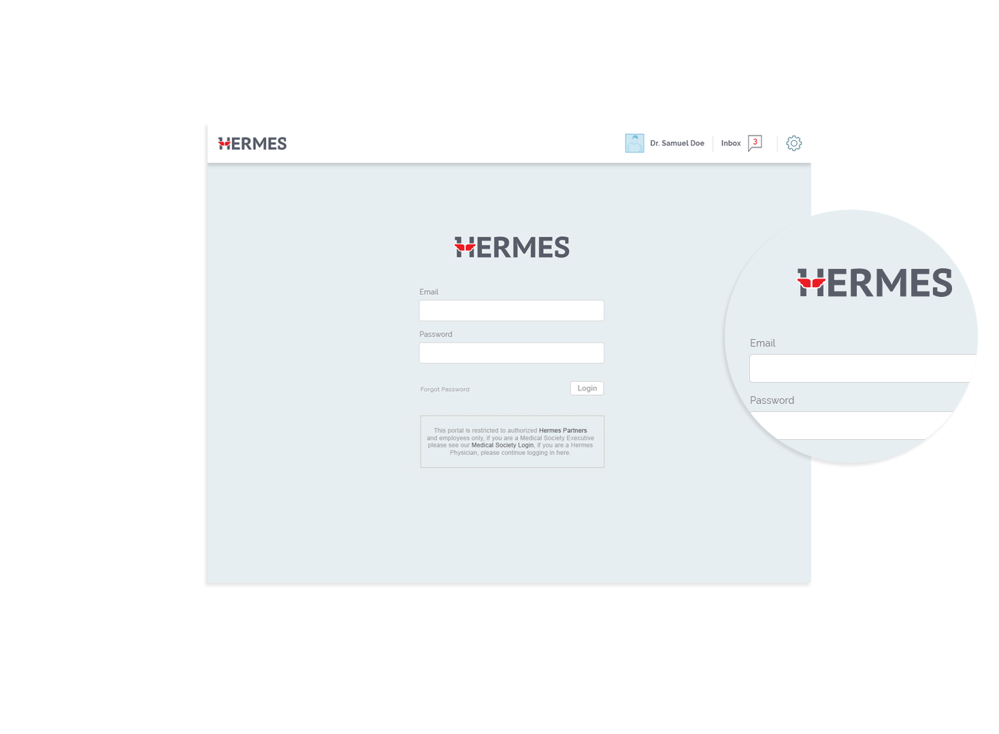 HERMES
Dr. Samuel Doe
Inbox
3
HERMES
Email
Password
Forgot Password
Login
This portal is restricted to authorized Hermes Partners
and employees only, if you are a Medical Society Executive
please see our Medical Society Login, if you are a Hermes
Physician, please continue logging in here.
HERMES
Email
Password